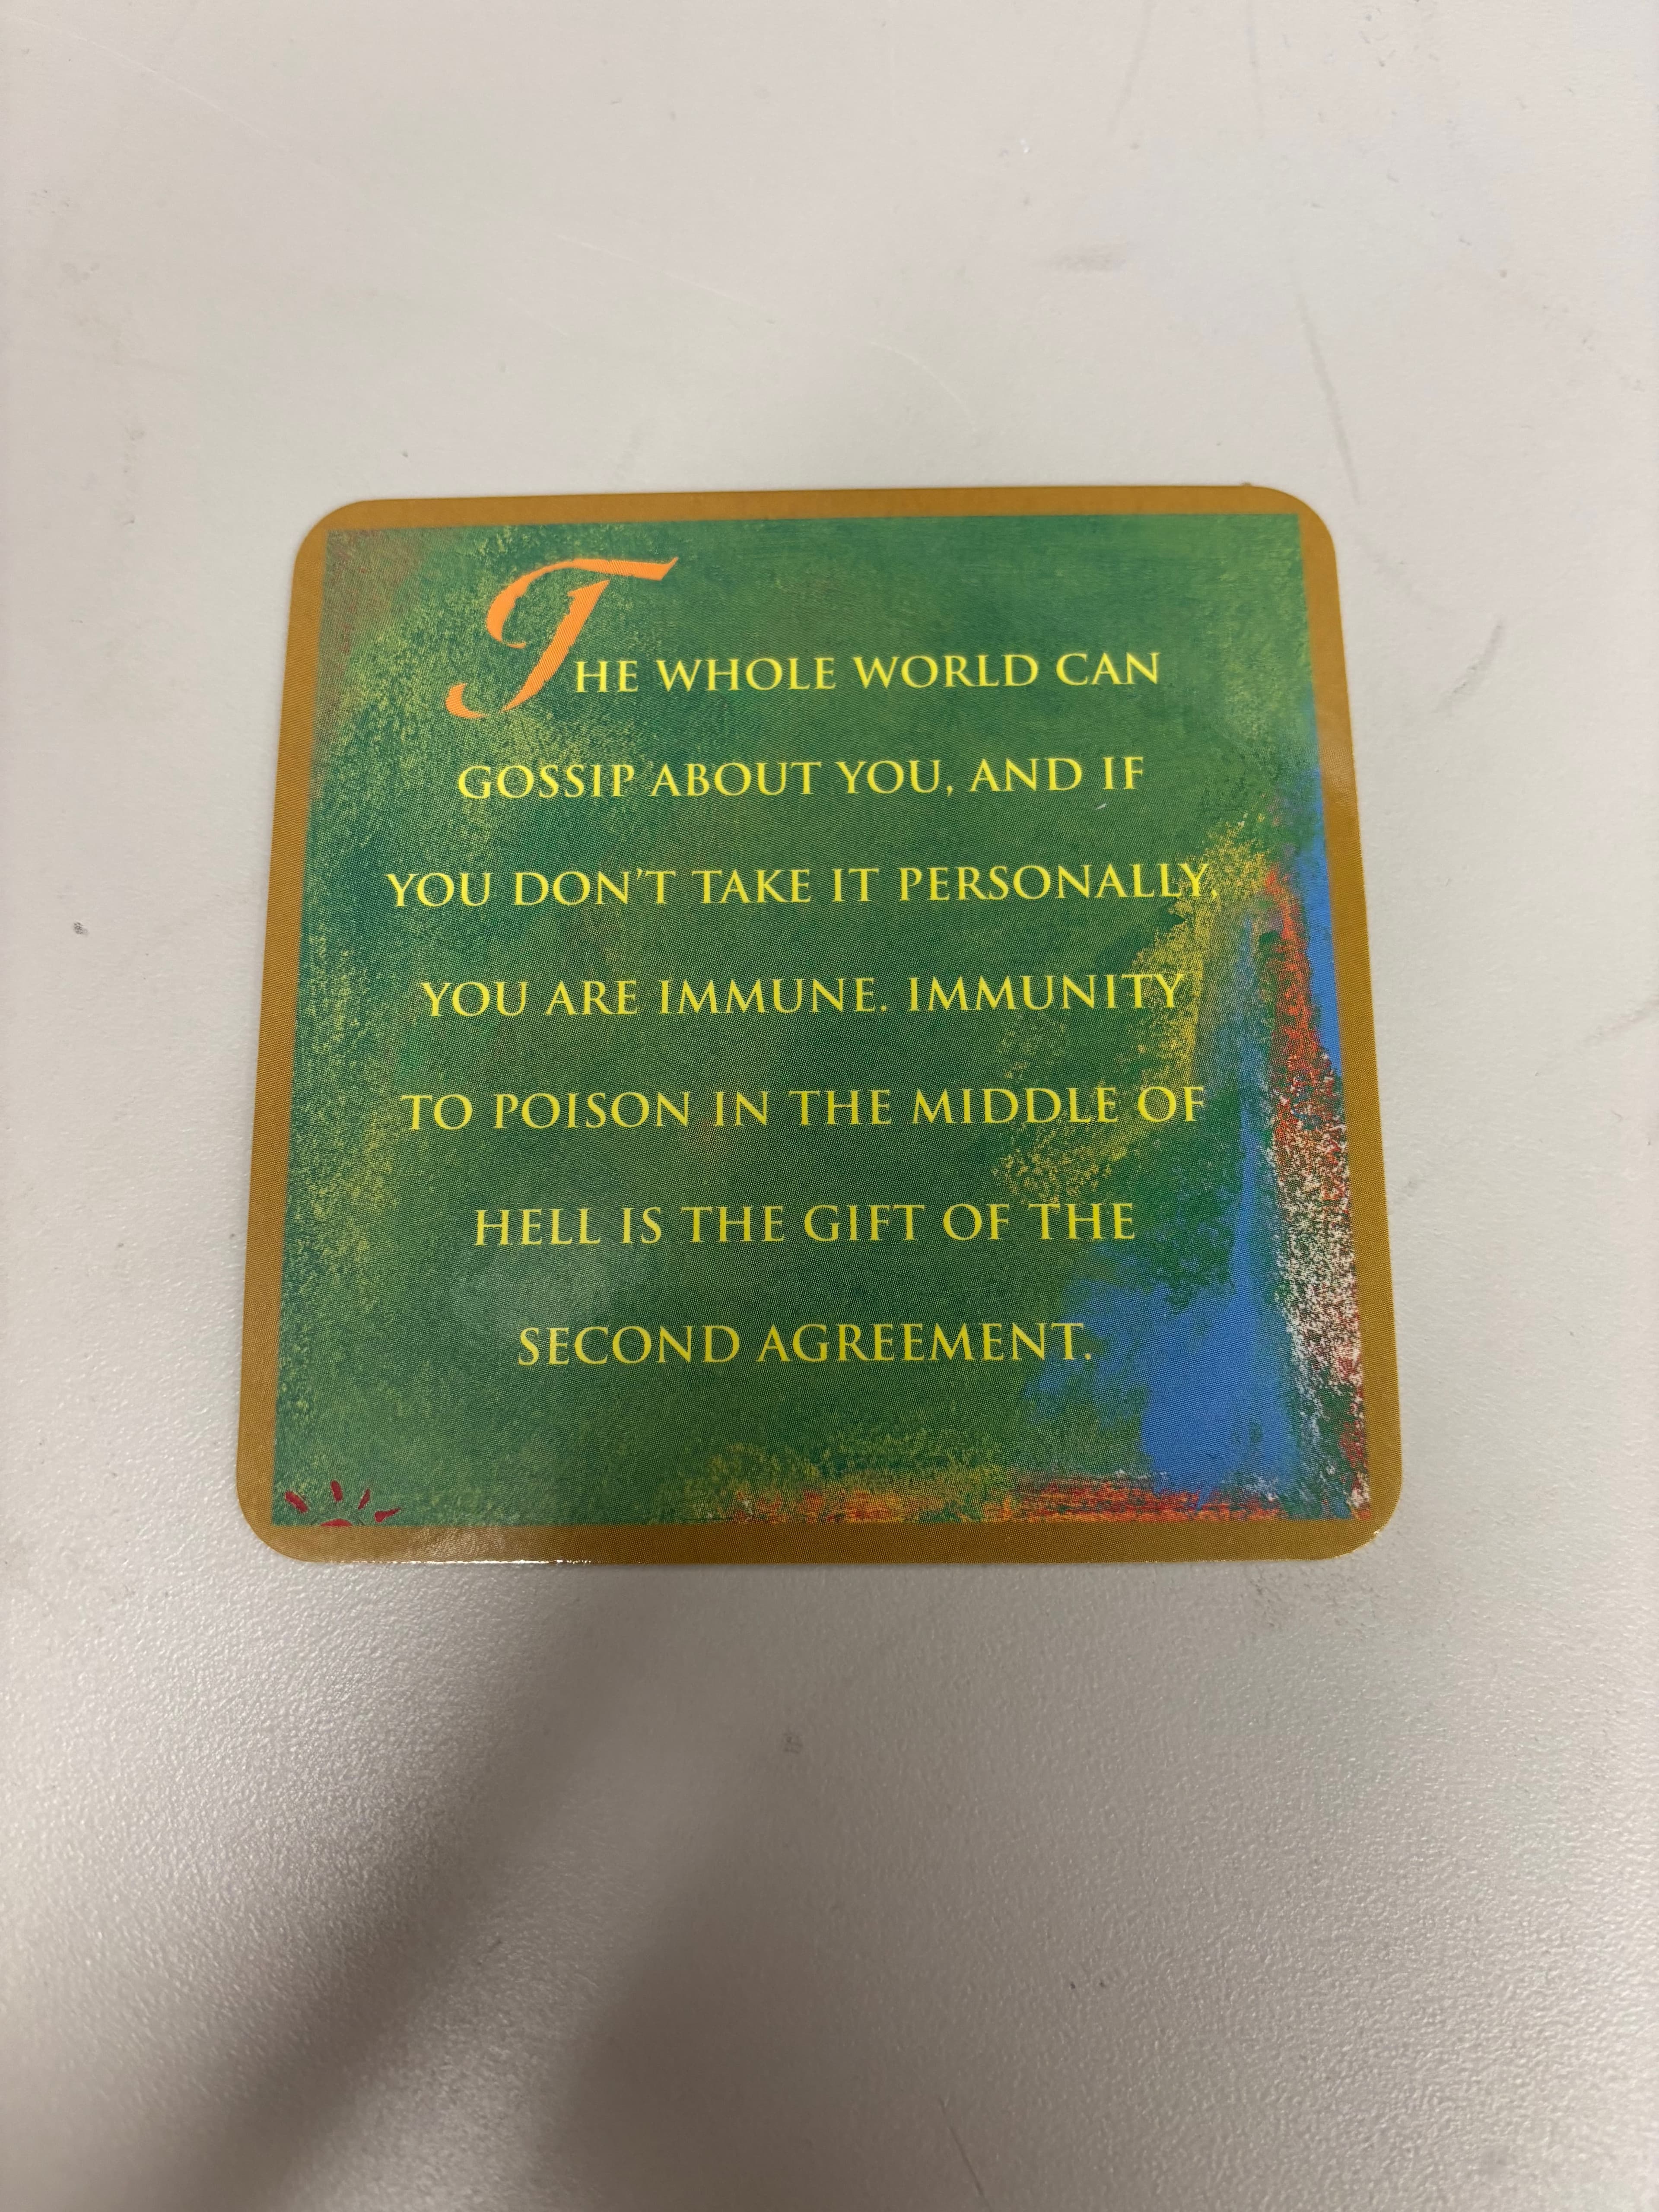 THE WHOLE WORLD CAN
GOSSIP ABOUT YOU, AND IF
YOU DON'T TAKE IT PERSONALLY,
YOU ARE IMMUNE. IMMUNITY
TO POISON IN THE MIDDLE OF
HELL IS THE GIFT OF THE
SECOND AGREEMENT.